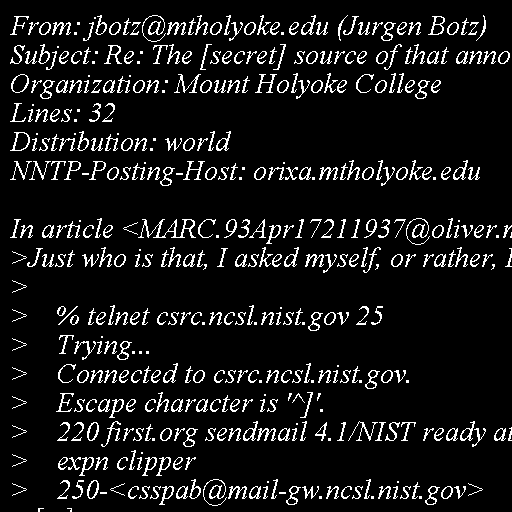 From: jbotz@mtholyoke.edu (Jurgen Botz)
Subject: Re: The [secret] source of that anno
Organization: Mount Holyoke College
Lines: 32
Distribution: world
NNTP-Posting-Host: orixa.mtholyoke.edu

In article <MARC.93Apr17211937@oliver.
>Just who is that, I asked myself, or rather,
>
>    % telnet csrc.ncsl.nist.gov 25
>    Trying...
>    Connected to csrc.ncsl.nist.gov.
>    Escape character is '^]'.
>    220 first.org sendmail 4.1/NIST ready at
>    expn clipper
>    250-<csspab@mail-gw.ncsl.nist.gov>